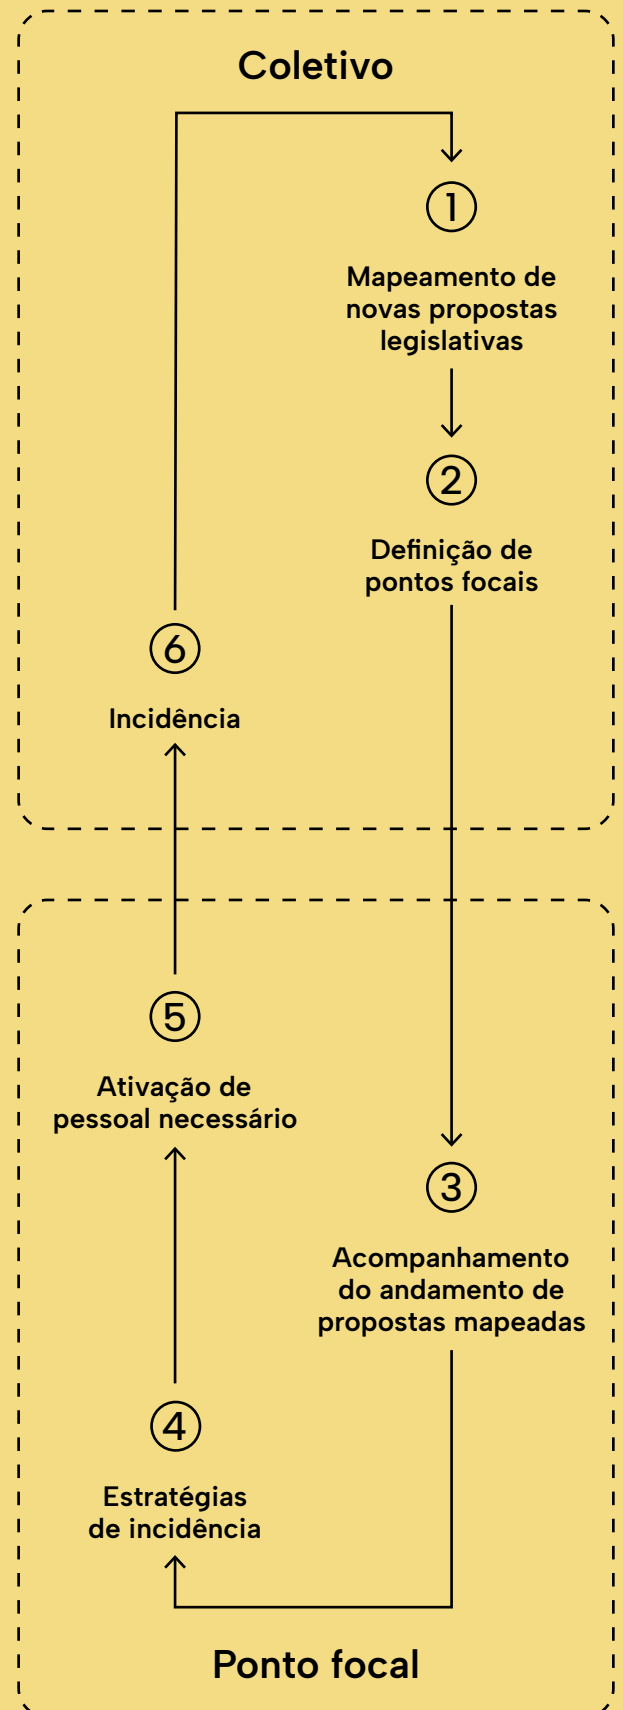 Coletivo
1
Mapeamento de
novas propostas
legislativas
2
Definição de
pontos focais
6
Incidência
5
Ativação de
pessoal necessário
3
Acompanhamento
do andamento de
propostas mapeadas
4
Estratégias
de incidência
Ponto focal